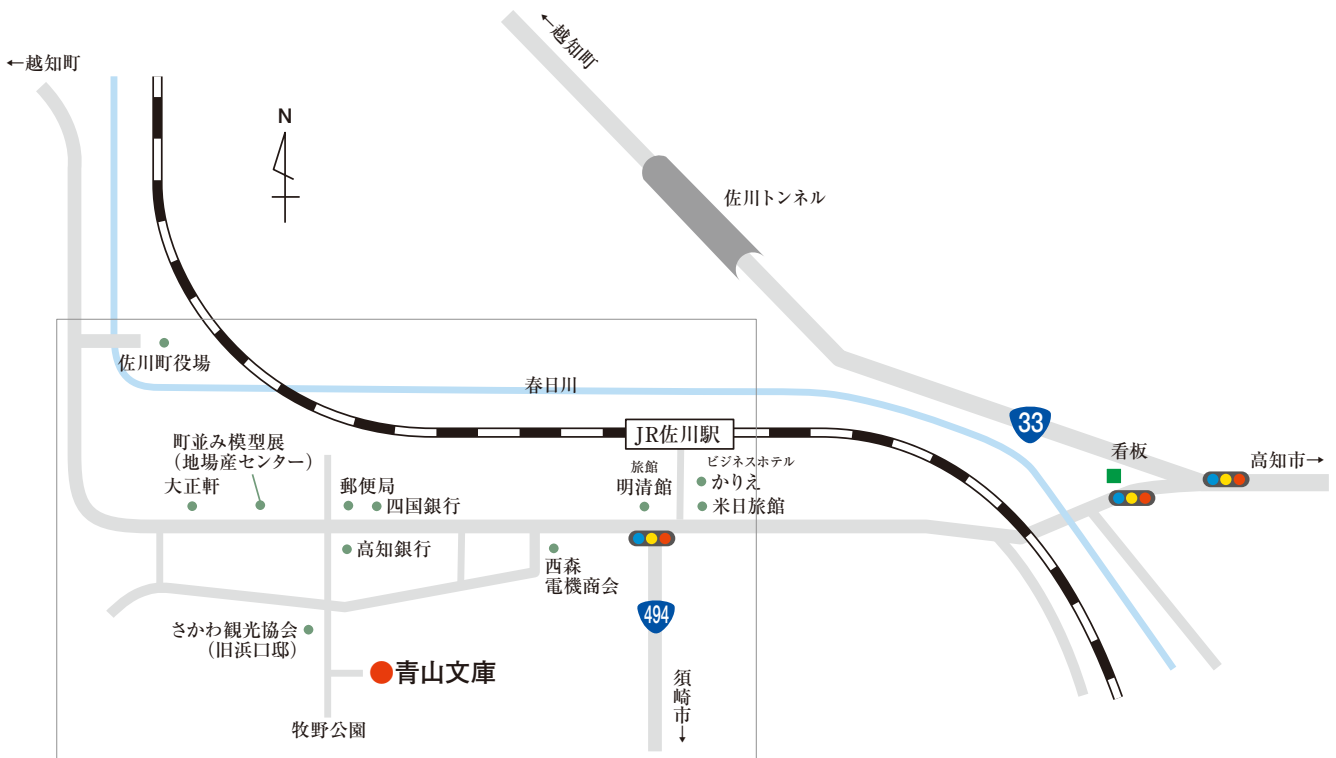 ←越知町
←越知町
N
佐川トンネル
佐川町役場
春日川
33
看板
高知市→
JR佐川駅
町並み模型展
（地場産センター）
大正軒
郵便局
四国銀行
旅館
明清館
ビジネスホテル
かりえ
米日旅館
高知銀行
西森
電機商会
494
さかわ観光協会
（旧浜口邸）
青山文庫
須崎市→
牧野公園